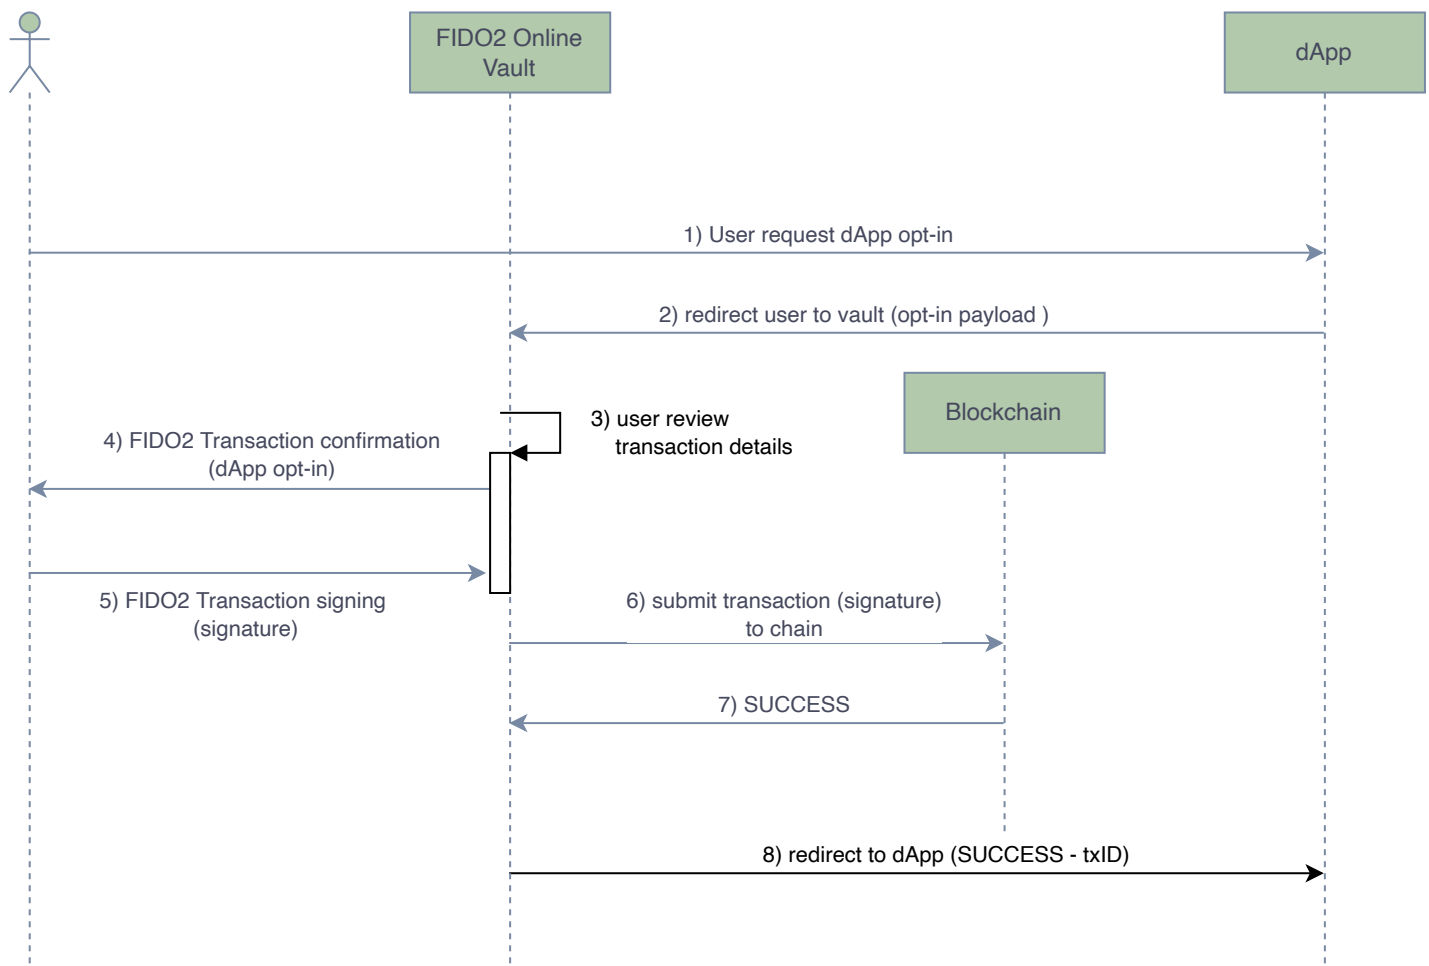 FIDO2 Online
Vault
dApp
1) User request dApp opt-in
2) redirect user to vault (opt-in payload )
Blockchain
3) user review
transaction details
4) FIDO2 Transaction confirmation
(dApp opt-in)
5) FIDO2 Transaction signing
(signature)
6) submit transaction (signature)
to chain
7) SUCCESS
8) redirect to dApp (SUCCESS - txID)